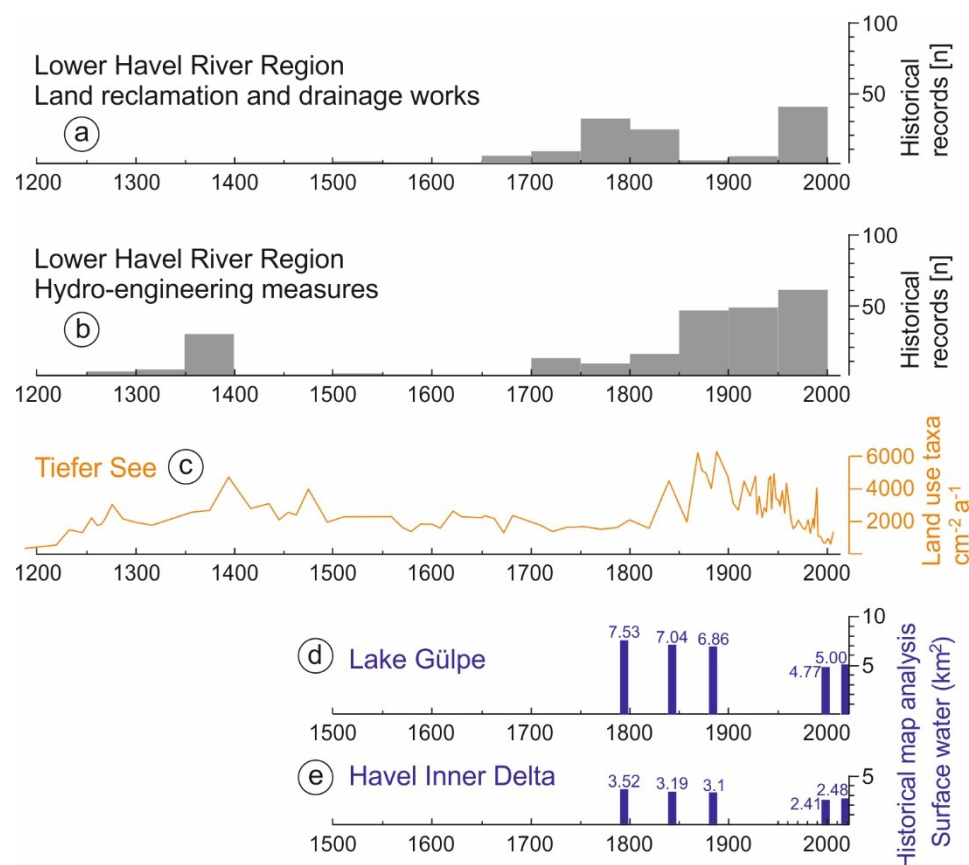 100
Lower Havel River Region
Land reclamation and drainage works
a
50
Historical
records [n]
1200 1300 1400 1500 1600 1700 1800 1900 2000
100
Lower Havel River Region
Hydro-engineering measures
b
50
Historical
records [n]
1200 1300 1400 1500 1600 1700 1800 1900 2000
Tiefer See c
6000
4000
2000
Land use taxa
cm-2 a-1
1200 1300 1400 1500 1600 1700 1800 1900 2000
d Lake Gülpe
7.53 7.04 6.86 4.77 5.00
10
5
1500 1600 1700 1800 1900 2000
e Havel Inner Delta
3.52 3.19 3.1 2.41 2.48
5
1500 1600 1700 1800 1900 2000
Historical map analysis
Surface water (km2)